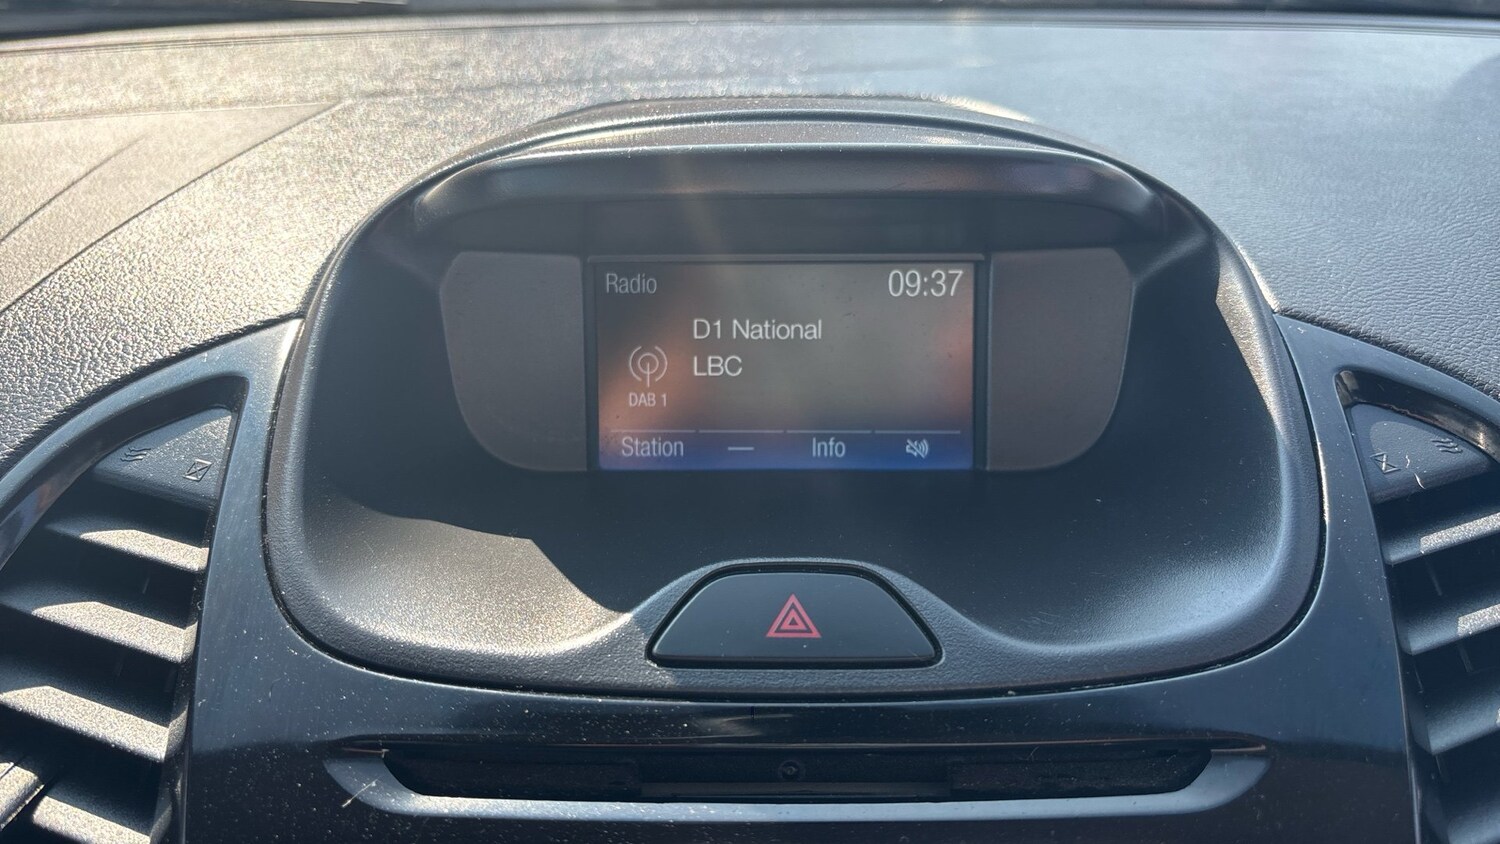 Radio 09:37
D1 National
LBC
DAB 1
Station — Info